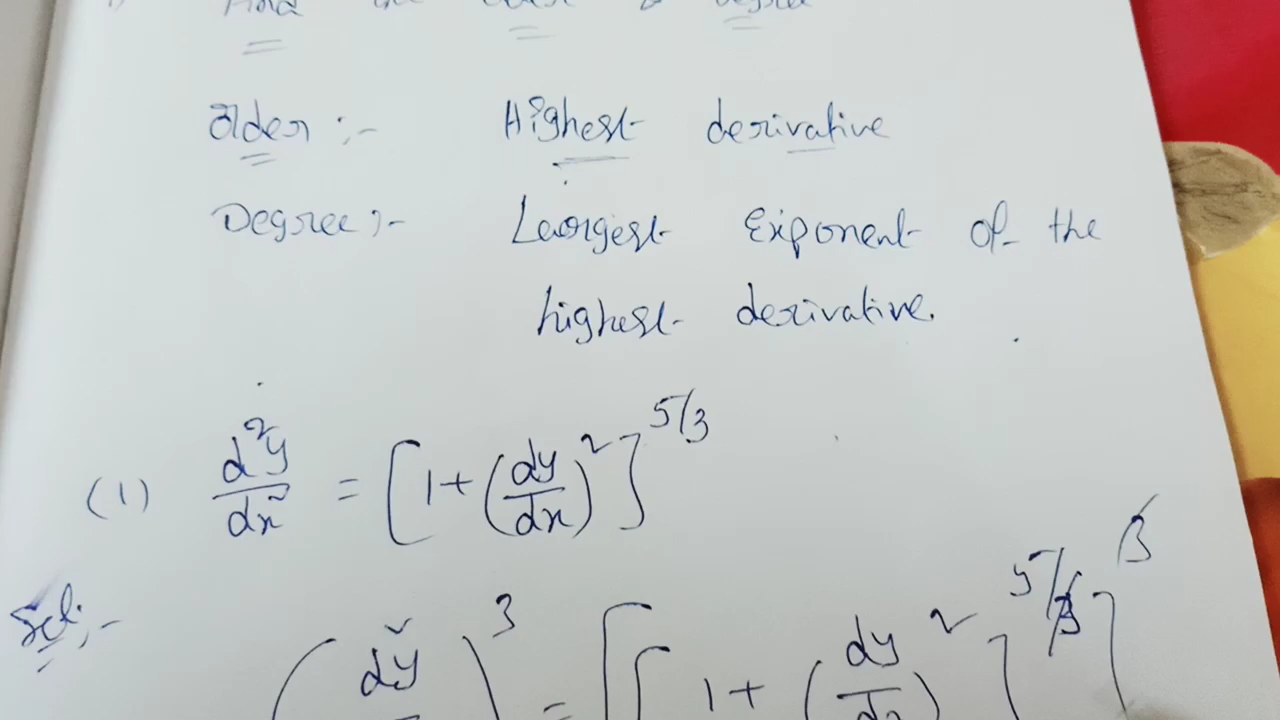 Order :-   Highest derivative
Degree :-   Largest Exponent of the
highest derivative.
(1) d²y/dx² = [1+(dy/dx)²]^5/3
Sol :-
(d²y  )³ = [[1+(dy/dx)²]^5/3]^3